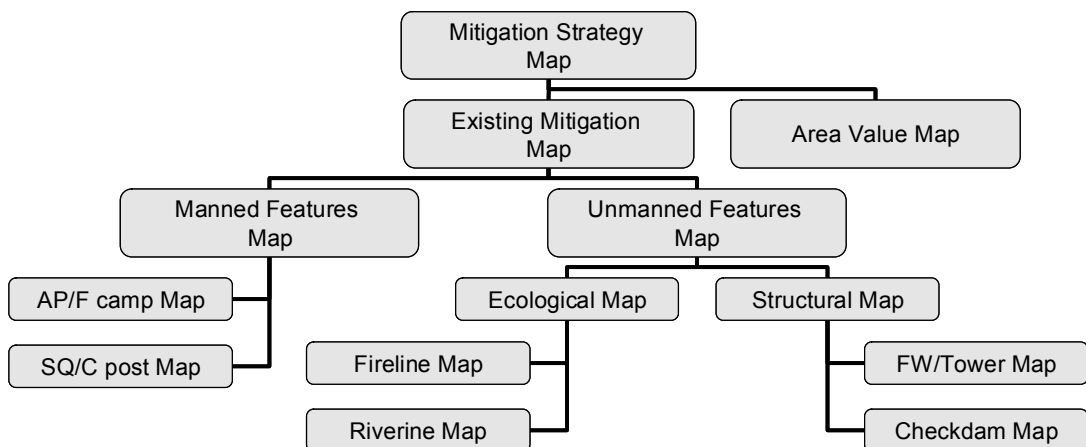 Mitigation Strategy
Map
Existing Mitigation
Map
Area Value Map
Manned Features
Map
Unmanned Features
Map
AP/F camp Map
Ecological Map
Structural Map
SQ/C post Map
Fireline Map
FW/Tower Map
Riverine Map
Checkdam Map